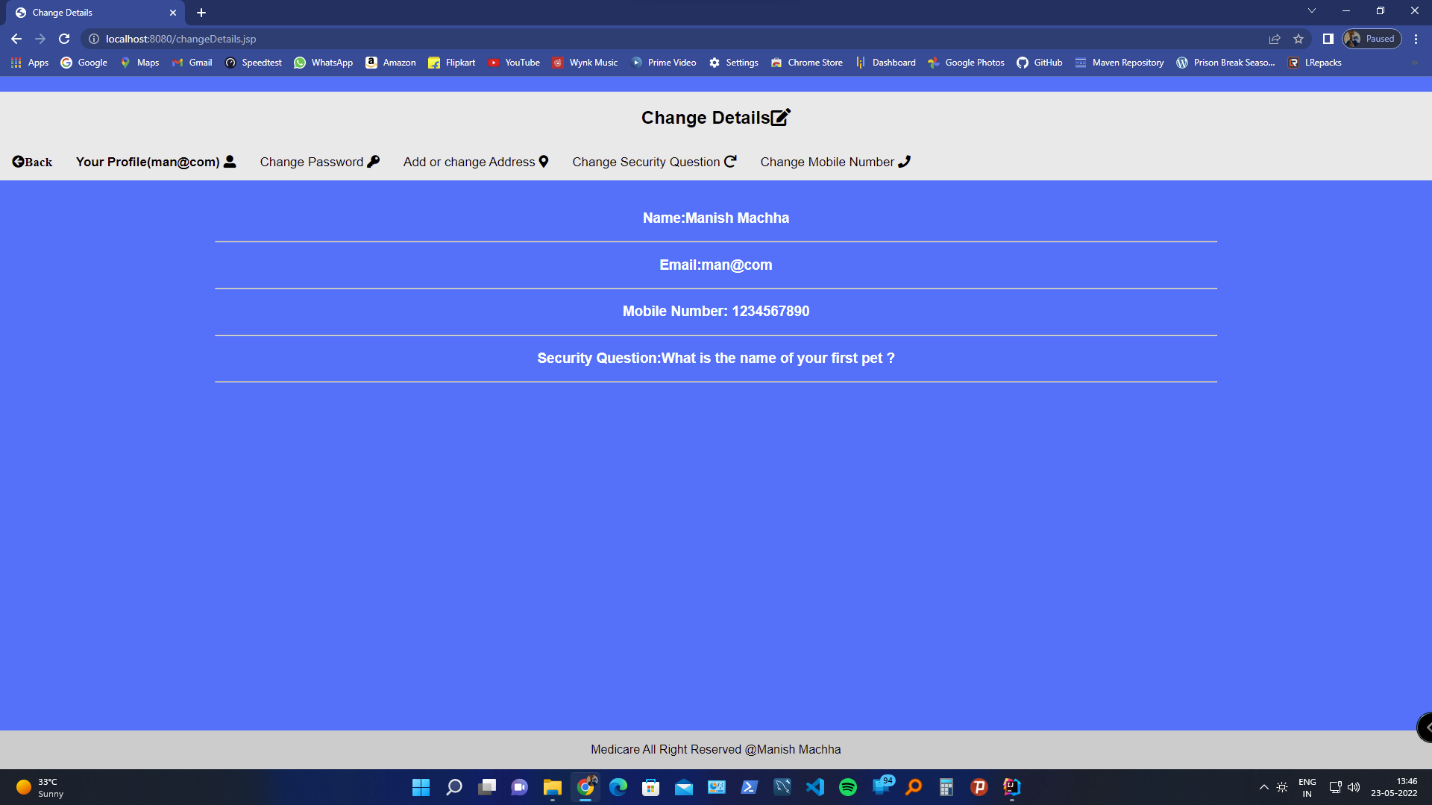 Change Details
localhost:8080/changeDetails.jsp
Paused
Apps Google Maps Gmail Speedtest WhatsApp Amazon Flipkart YouTube Wynk Music Prime Video Settings Chrome Store Dashboard Google Photos GitHub Maven Repository Prison Break Seaso... LRepacks
Change Details
Back Your Profile(man@com) Change Password Add or change Address Change Security Question Change Mobile Number
Name:Manish Machha
Email:man@com
Mobile Number: 1234567890
Security Question:What is the name of your first pet ?
Medicare All Right Reserved @Manish Machha
33°C
Sunny
94
ENG
IN
13:46
23-05-2022